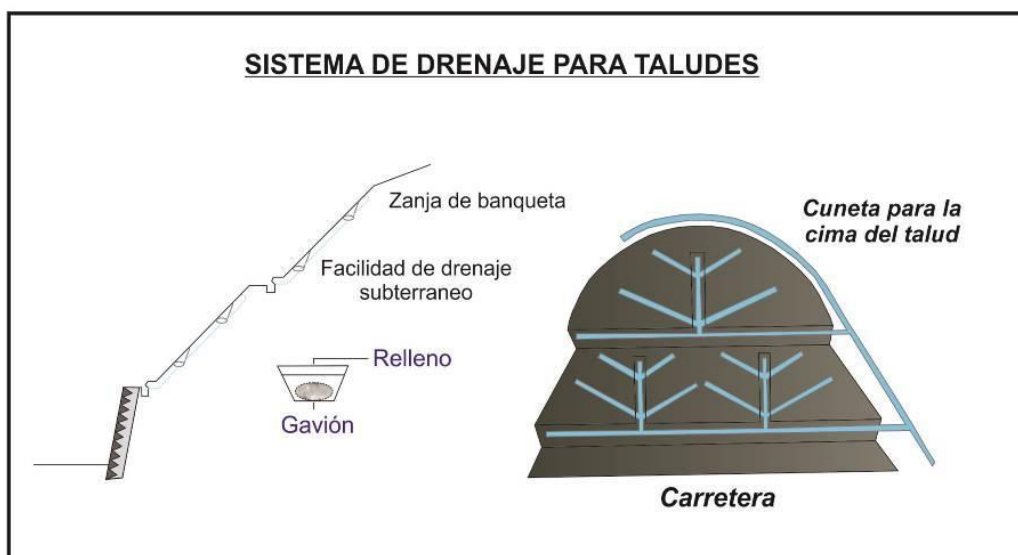 SISTEMA DE DRENAJE PARA TALUDES
Zanja de banqueta
Facilidad de drenaje
subterraneo
Relleno
Gavión
Cuneta para la
cima del talud
Carretera